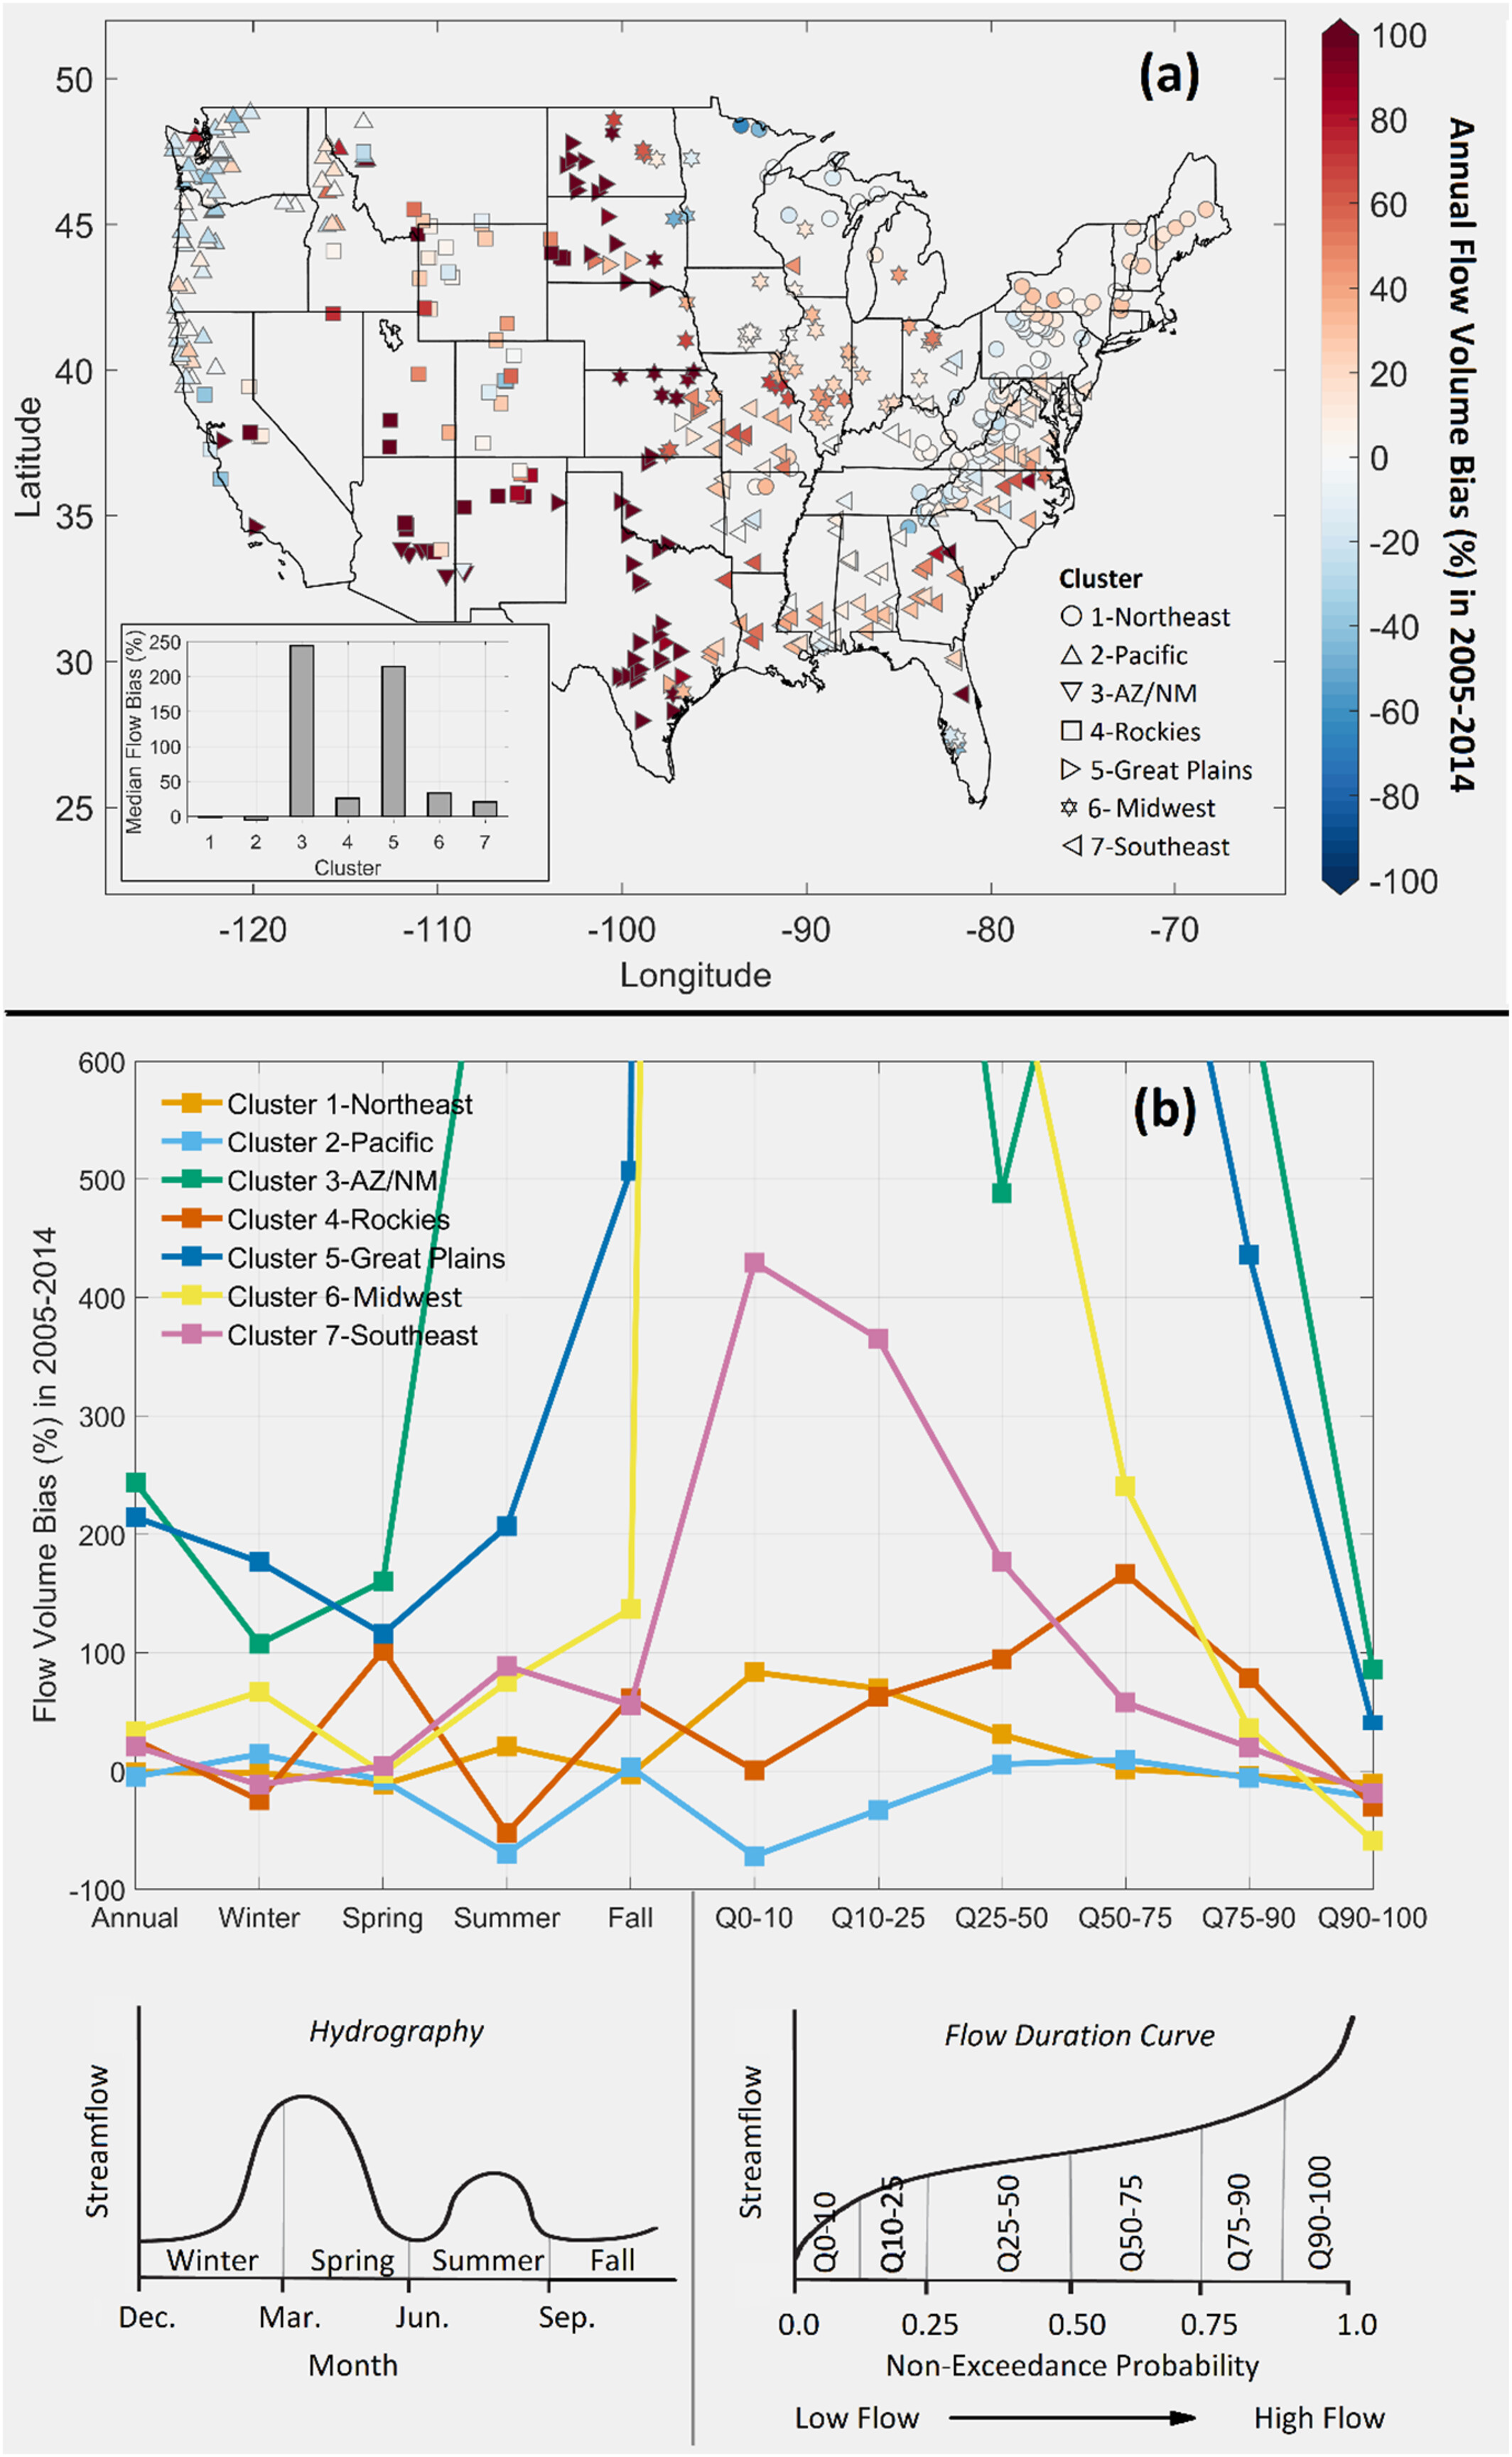 (a)
50
45
40
35
30
25
Latitude
-120
-110
-100
-90
-80
-70
Longitude
Cluster
1-Northeast
2-Pacific
3-AZ/NM
4-Rockies
5-Great Plains
6- Midwest
7-Southeast
Median Flow Bias (%)
250
200
150
100
50
0
1 2 3 4 5 6 7
Cluster
100
80
60
40
20
0
-20
-40
-60
-80
-100
Annual Flow Volume Bias (%) in 2005-2014
(b)
600
500
400
300
200
100
0
-100
Flow Volume Bias (%) in 2005-2014
Cluster 1-Northeast
Cluster 2-Pacific
Cluster 3-AZ/NM
Cluster 4-Rockies
Cluster 5-Great Plains
Cluster 6-Midwest
Cluster 7-Southeast
Annual Winter Spring Summer Fall Q0-10 Q10-25 Q25-50 Q50-75 Q75-90 Q90-100
Hydrography
Streamflow
Winter Spring Summer Fall
Dec. Mar. Jun. Sep.
Month
Flow Duration Curve
Streamflow
Q0-10
Q10-25
Q25-50
Q50-75
Q75-90
Q90-100
0.0 0.25 0.50 0.75 1.0
Non-Exceedance Probability
Low Flow High Flow